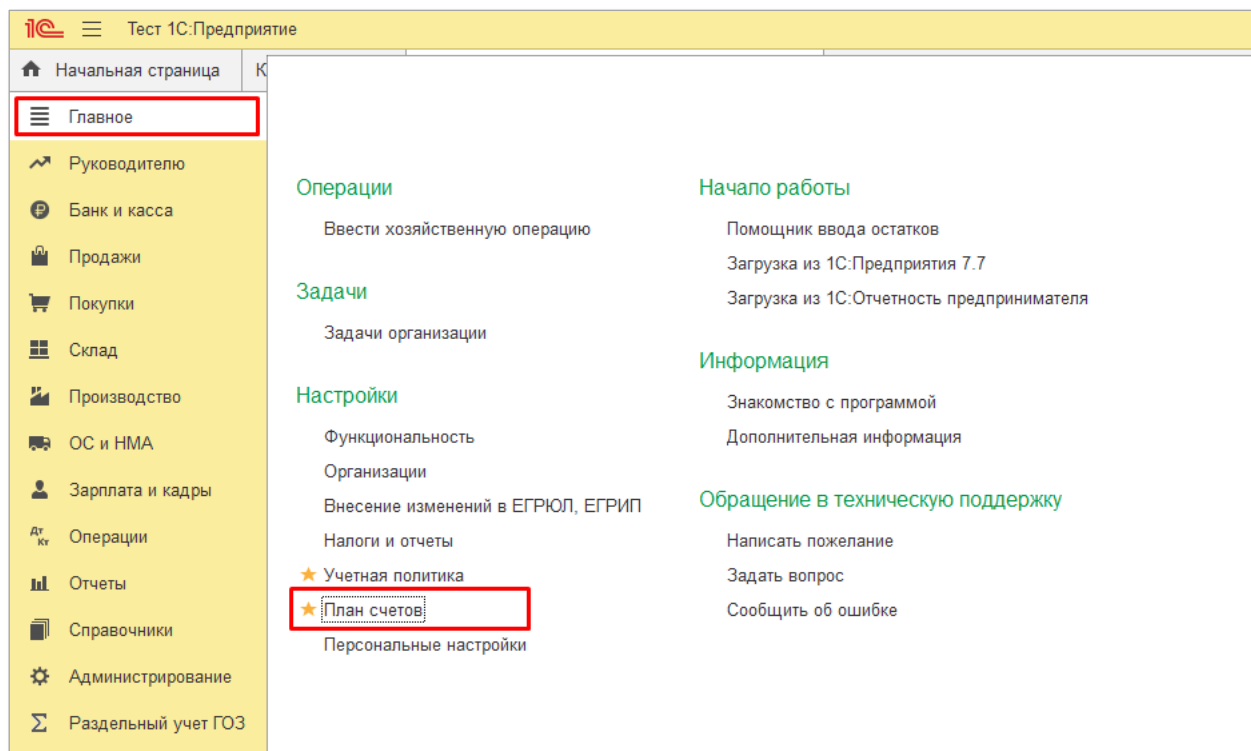 1С Тест 1С:Предприятие
Начальная страница К
Главное
Руководителю
Банк и касса
Продажи
Покупки
Склад
Производство
ОС и НМА
Зарплата и кадры
Дт Кт Операции
Отчеты
Справочники
Администрирование
Раздельный учет ГОЗ
Операции
Ввести хозяйственную операцию
Задачи
Задачи организации
Настройки
Функциональность
Организации
Внесение изменений в ЕГРЮЛ, ЕГРИП
Налоги и отчеты
Учетная политика
План счетов
Персональные настройки
Начало работы
Помощник ввода остатков
Загрузка из 1С:Предприятия 7.7
Загрузка из 1С:Отчетность предпринимателя
Информация
Знакомство с программой
Дополнительная информация
Обращение в техническую поддержку
Написать пожелание
Задать вопрос
Сообщить об ошибке